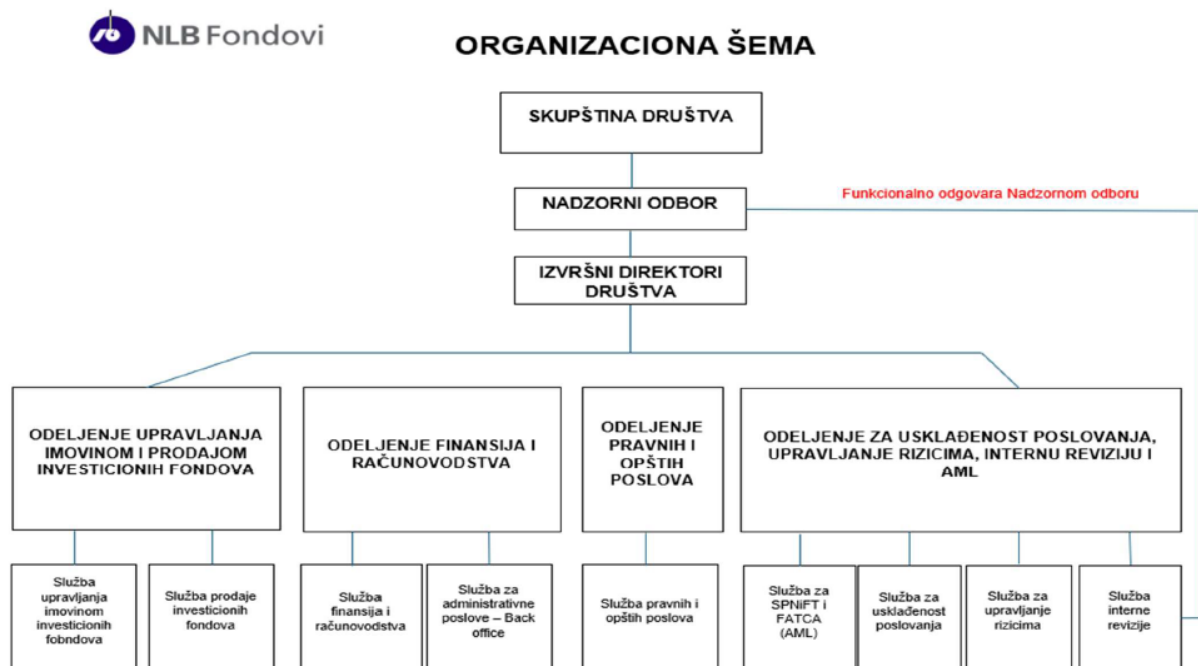 NLB Fondovi
ORGANIZACIONA ŠEMA
SKUPŠTINA DRUŠTVA
NADZORNI ODBOR
Funkcionalno odgovara Nadzornom odboru
IZVRŠNI DIREKTORI
DRUŠTVA
ODELJENJE UPRAVLJANJA
IMOVINOM I PRODAJOM
INVESTICIONIH FONDOVA
ODELJENJE FINANSIJA I
RAČUNOVODSTVA
ODELJENJE
PRAVNIH I
OPŠTIH
POSLOVA
ODELJENJE ZA USKLAĐENOST POSLOVANJA,
UPRAVLJANJE RIZICIMA, INTERNU REVIZIJU I
AML
Služba
upravljanja
imovinom
investicionih
fobndova
Služba prodaje
investicionih
fondova
Služba
finansija i
računovodstva
Služba za
administrativne
poslove – Back
office
Služba pravnih i
opštih poslova
Služba za
SPNiFT i
FATCA
(AML)
Služba za
usklađenost
poslovanja
Služba za
upravljanje
rizicima
Služba
interne
revizije